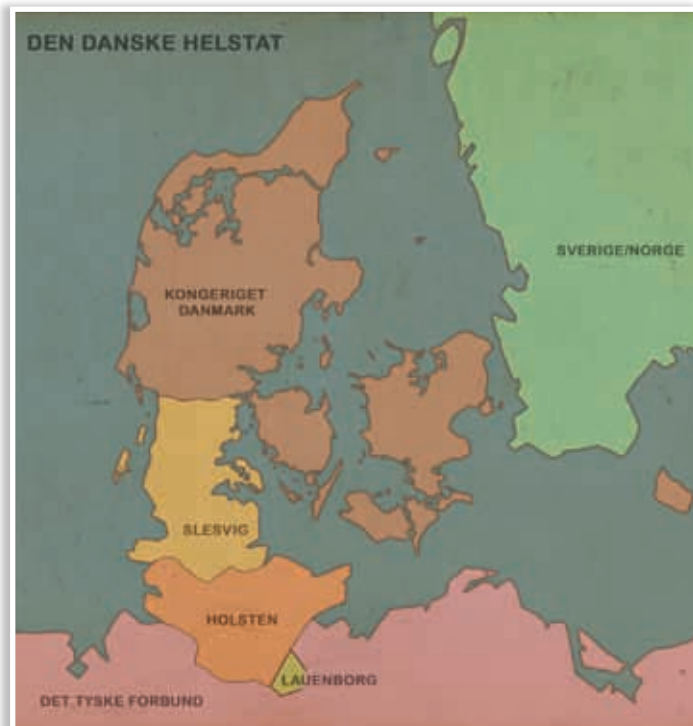 DEN DANSKE HELSTAT
SVERIGE/NORGE
KONGERIGET
DANMARK
SLESVIG
HOLSTEN
LAUENBORG
DET TYSKE FORBUND